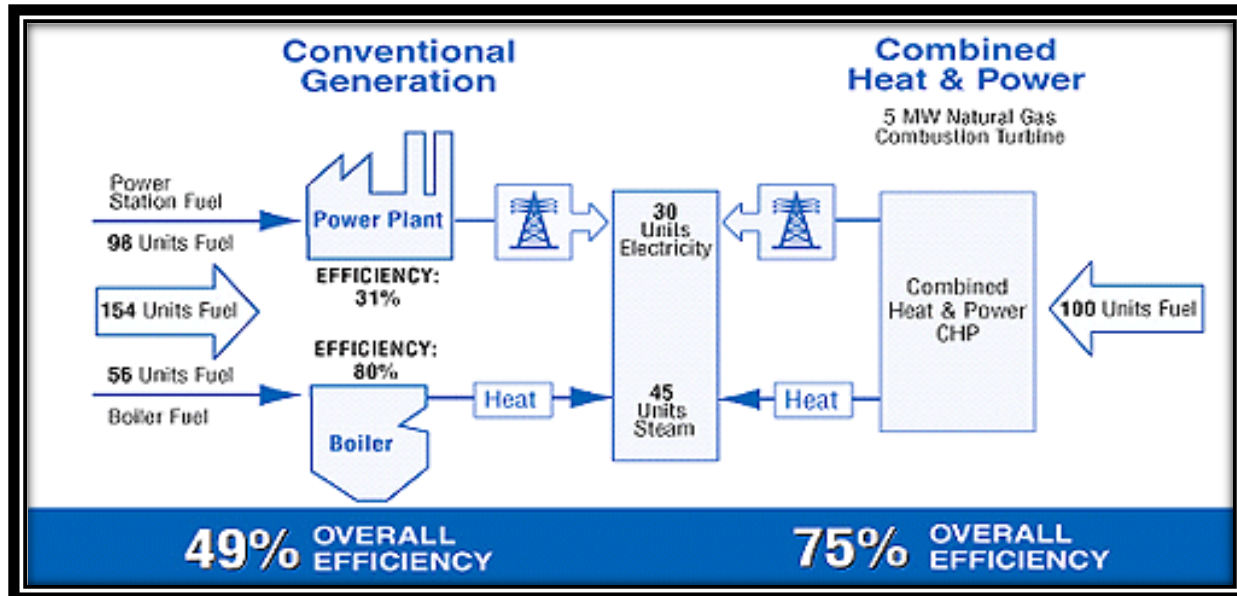 Conventional
Generation
Combined
Heat & Power
5 MW Natural Gas
Combustion Turbine
Power
Station Fuel
98 Units Fuel
Power Plant
EFFICIENCY:
31%
154 Units Fuel
EFFICIENCY:
80%
56 Units Fuel
Boiler Fuel
Boiler
Heat
30
Units
Electricity
45
Units
Steam
Heat
Combined
Heat & Power
CHP
100 Units Fuel
49% OVERALL
EFFICIENCY
75% OVERALL
EFFICIENCY